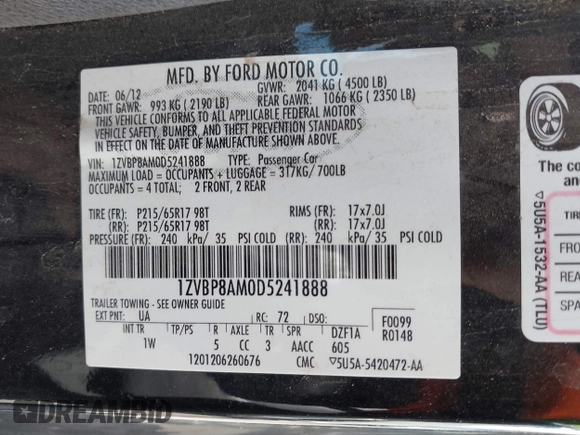 MFD. BY FORD MOTOR CO.
DATE: 06/12 GVWR: 2041 KG ( 4500 LB)
FRONT GAWR: 993 KG ( 2190 LB) REAR GAWR: 1066 KG ( 2350 LB)
THIS VEHICLE CONFORMS TO ALL APPLICABLE FEDERAL MOTOR
VEHICLE SAFETY, BUMPER, AND THEFT PREVENTION STANDARDS
IN EFFECT ON THE DATE OF MANUFACTURE SHOWN ABOVE.
VIN: 1ZVBP8AM0D5241888 TYPE: Passenger Car
MAXIMUM LOAD = OCCUPANTS + LUGGAGE = 317KG/ 700LB
OCCUPANTS = 4 TOTAL; 2 FRONT, 2 REAR
TIRE (FR): P215/65R17 98T RIMS (FR): 17x7.0J
(RR): P215/65R17 98T (RR): 17x7.0J
PRESSURE (FR): 240 kPa/ 35 PSI COLD (RR): 240 kPa/ 35 PSI COLD
1ZVBP8AM0D5241888
TRAILER TOWING - SEE OWNER GUIDE
EXT PNT: UA RC: 72 DSO: F0099
INT TR TP/PS R AXLE TR SPR DZF1A R0148
1W 5 CC 3 AACC 605
1201206260676 CMC ▽5U5A-5420472-AA
The co
an
TIR
FRO
REA
SPA
▽5U5A-1532-AA (TLU)
DREAMBID